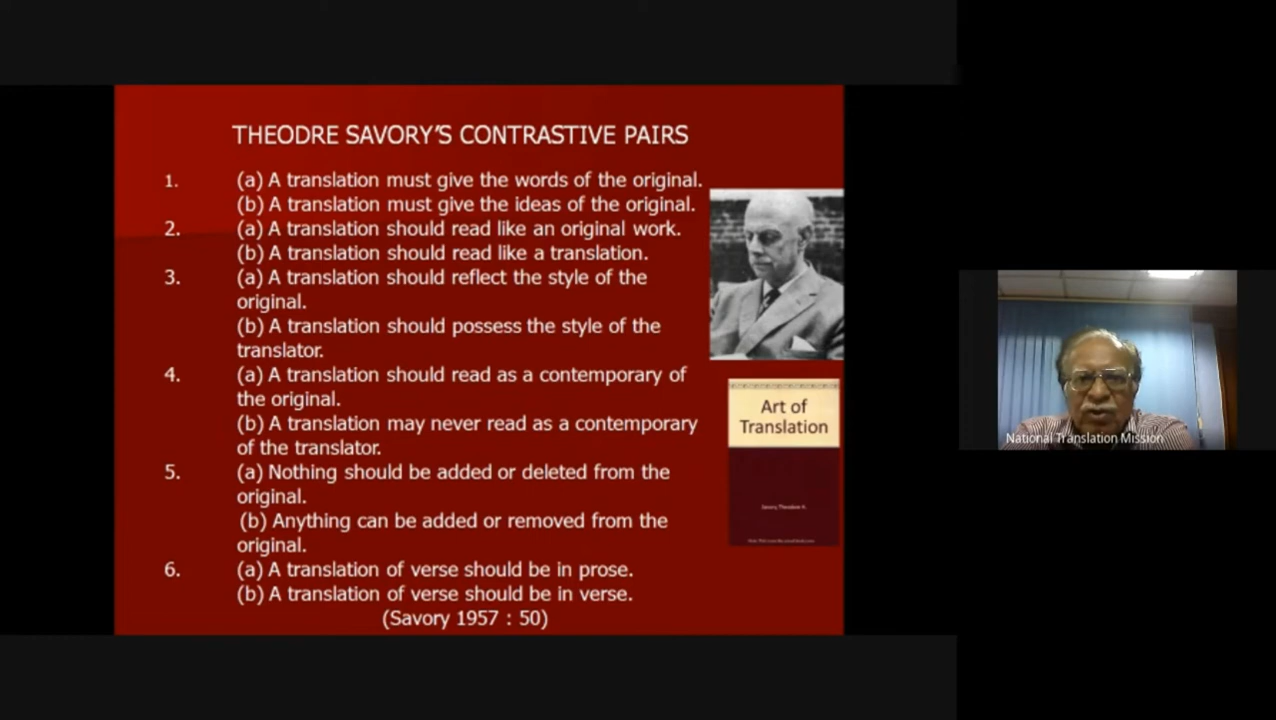 THEODRE SAVORY'S CONTRASTIVE PAIRS
1. (a) A translation must give the words of the original.
(b) A translation must give the ideas of the original.
2. (a) A translation should read like an original work.
(b) A translation should read like a translation.
3. (a) A translation should reflect the style of the
original.
(b) A translation should possess the style of the
translator.
4. (a) A translation should read as a contemporary of
the original.
(b) A translation may never read as a contemporary
of the translator.
5. (a) Nothing should be added or deleted from the
original.
(b) Anything can be added or removed from the
original.
6. (a) A translation of verse should be in prose.
(b) A translation of verse should be in verse.
(Savory 1957 : 50)
Art of
Translation
Savory Theodore H.
National Translation Mission